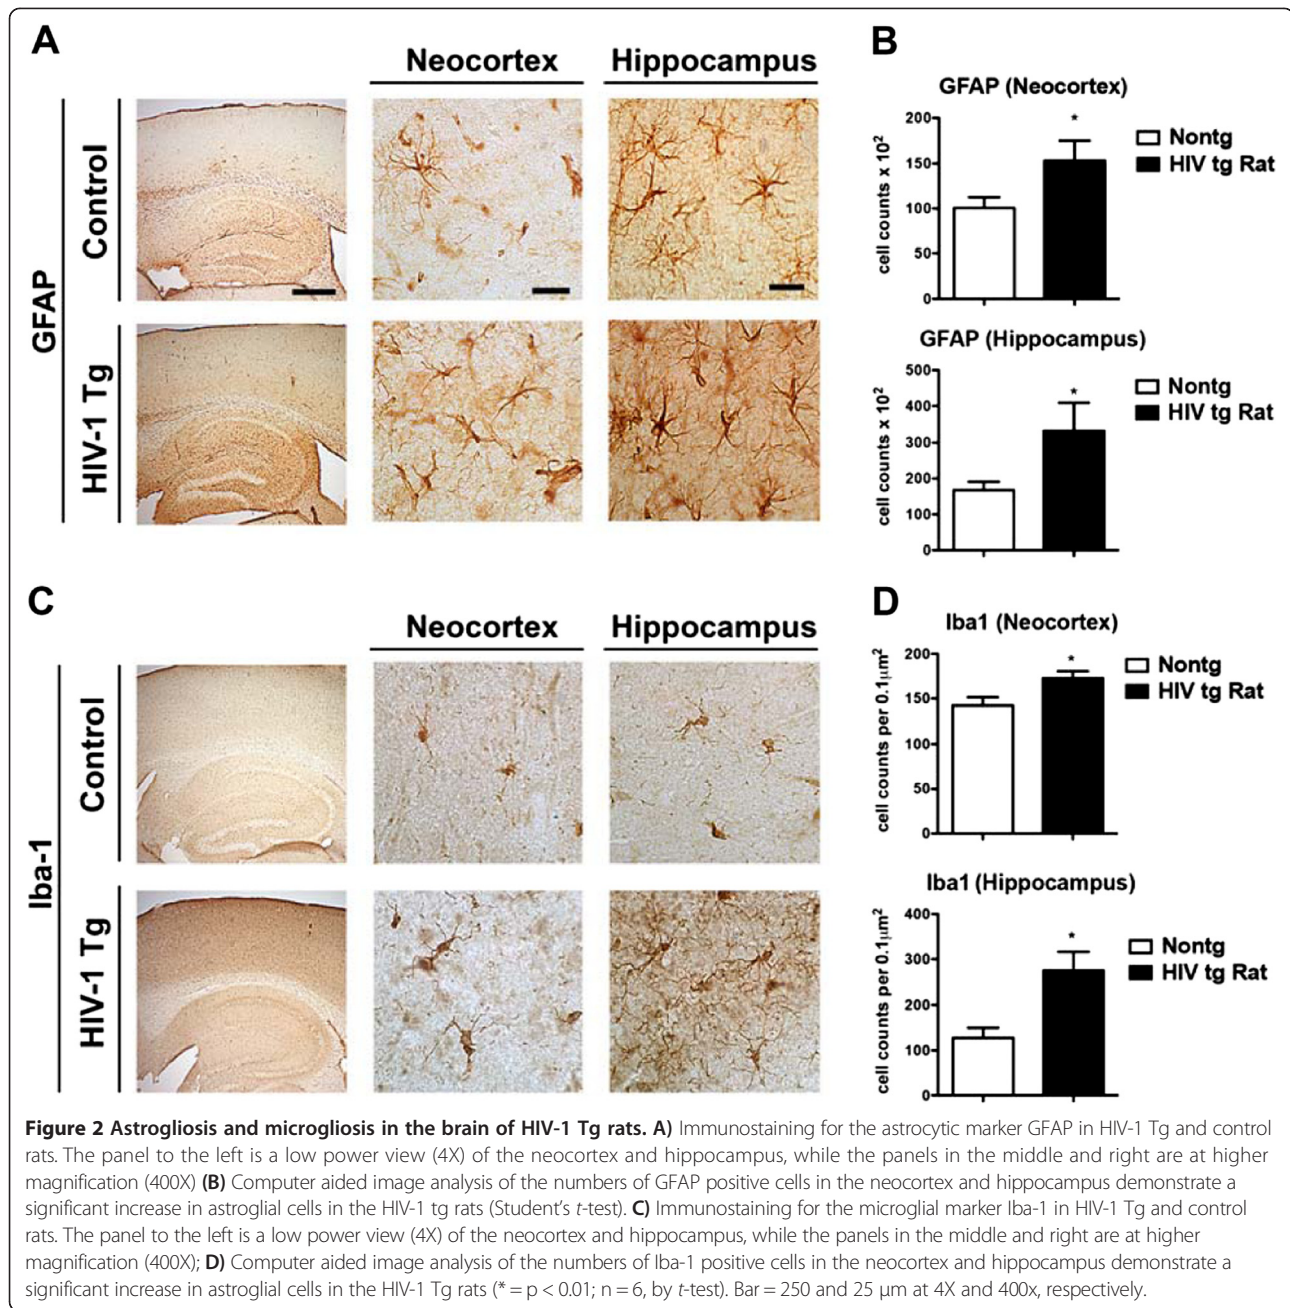 A
Neocortex Hippocampus
GFAP
Control
HIV-1 Tg
B
GFAP (Neocortex)
cell counts x 10²
200
150
100
50
0
*
Nontg
HIV tg Rat
GFAP (Hippocampus)
cell counts x 10²
500
400
300
200
100
0
*
Nontg
HIV tg Rat
C
Neocortex Hippocampus
Iba-1
Control
HIV-1 Tg
D
Iba1 (Neocortex)
cell counts per 0.1µm²
200
150
100
50
0
*
Nontg
HIV tg Rat
Iba1 (Hippocampus)
cell counts per 0.1µm²
400
300
200
100
0
*
Nontg
HIV tg Rat
Figure 2 Astrogliosis and microgliosis in the brain of HIV-1 Tg rats. A) Immunostaining for the astrocytic marker GFAP in HIV-1 Tg and control
rats. The panel to the left is a low power view (4X) of the neocortex and hippocampus, while the panels in the middle and right are at higher
magnification (400X) (B) Computer aided image analysis of the numbers of GFAP positive cells in the neocortex and hippocampus demonstrate a
significant increase in astroglial cells in the HIV-1 tg rats (Student's t-test). C) Immunostaining for the microglial marker Iba-1 in HIV-1 Tg and control
rats. The panel to the left is a low power view (4X) of the neocortex and hippocampus, while the panels in the middle and right are at higher
magnification (400X); D) Computer aided image analysis of the numbers of Iba-1 positive cells in the neocortex and hippocampus demonstrate a
significant increase in astroglial cells in the HIV-1 Tg rats (* = p < 0.01; n = 6, by t-test). Bar = 250 and 25 µm at 4X and 400x, respectively.